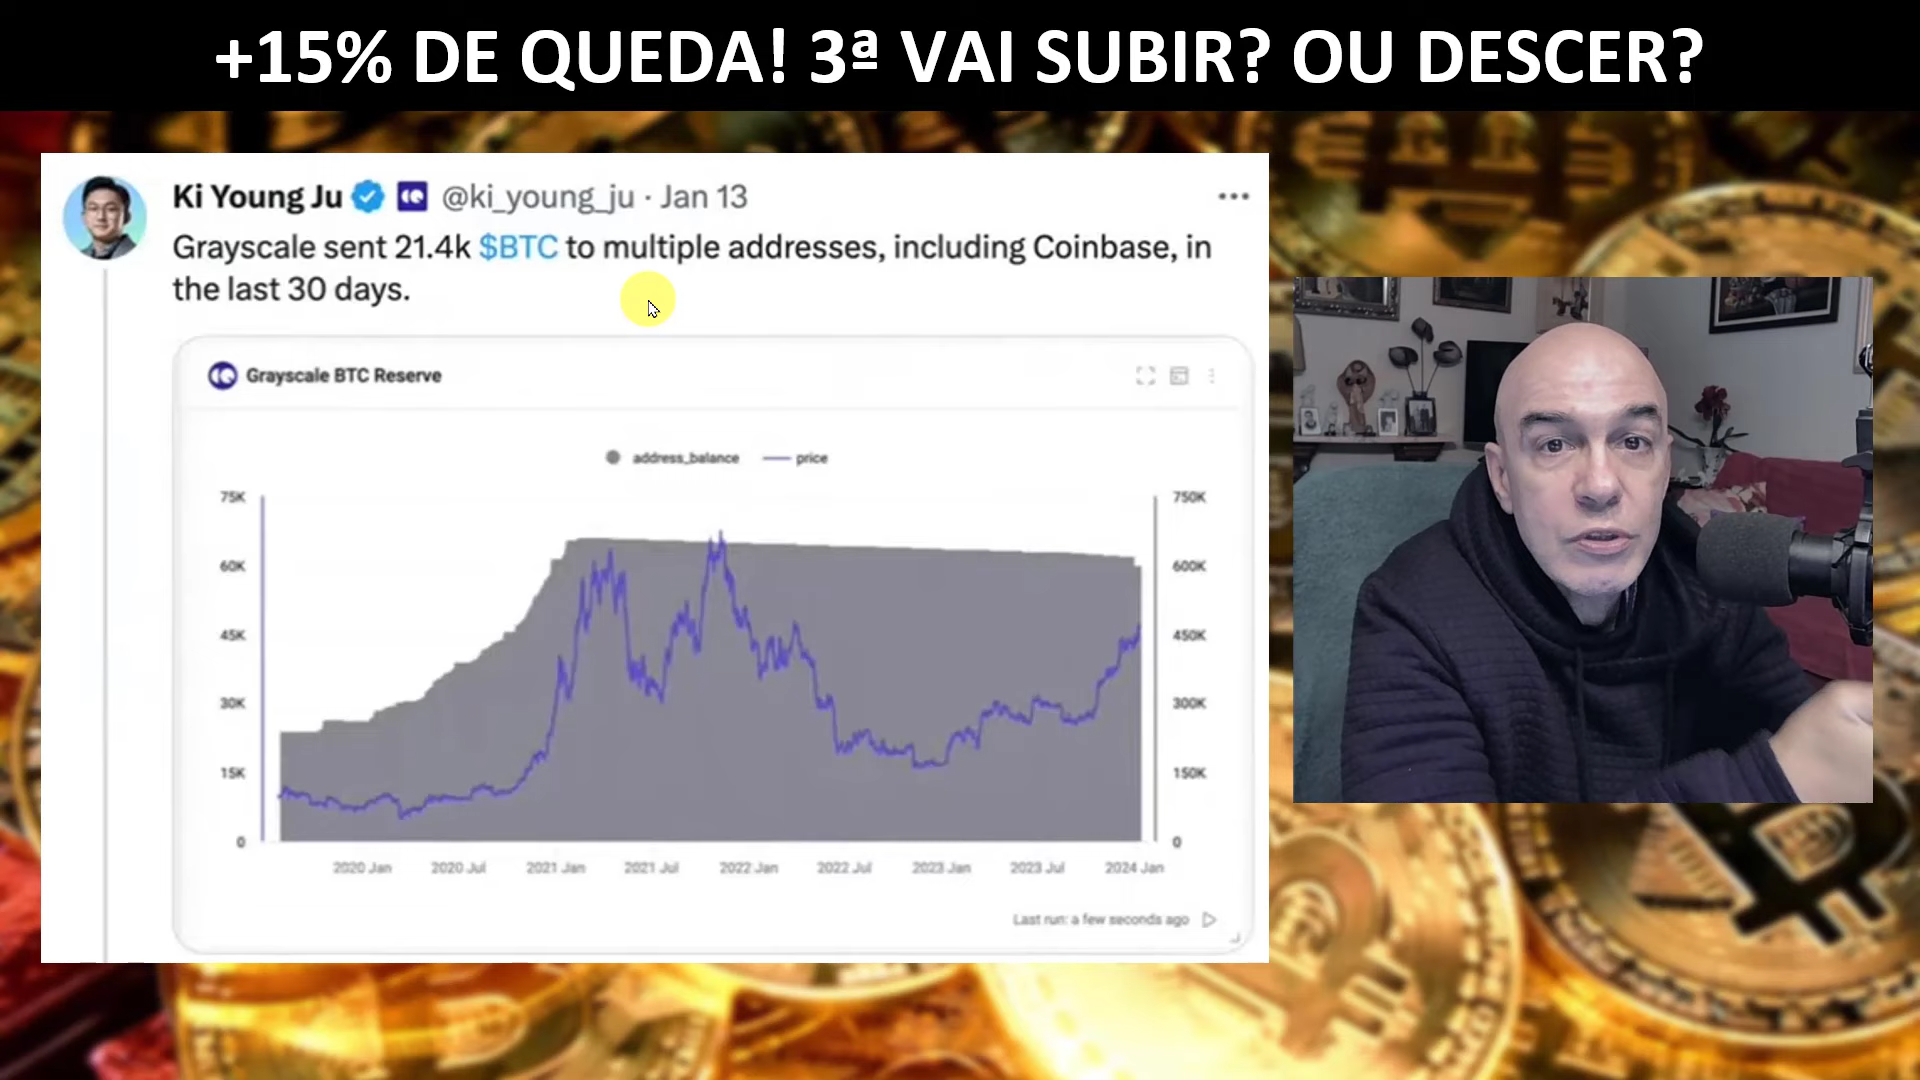 +15% DE QUEDA! 3ª VAI SUBIR? OU DESCER?
Ki Young Ju @ki_young_ju · Jan 13
Grayscale sent 21.4k $BTC to multiple addresses, including Coinbase, in
the last 30 days.
Grayscale BTC Reserve
address_balance price
75K 750K
60K 600K
45K 450K
30K 300K
15K 150K
0 0
2020 Jan 2020 Jul 2021 Jan 2021 Jul 2022 Jan 2022 Jul 2023 Jan 2023 Jul 2024 Jan
Last run: a few seconds ago